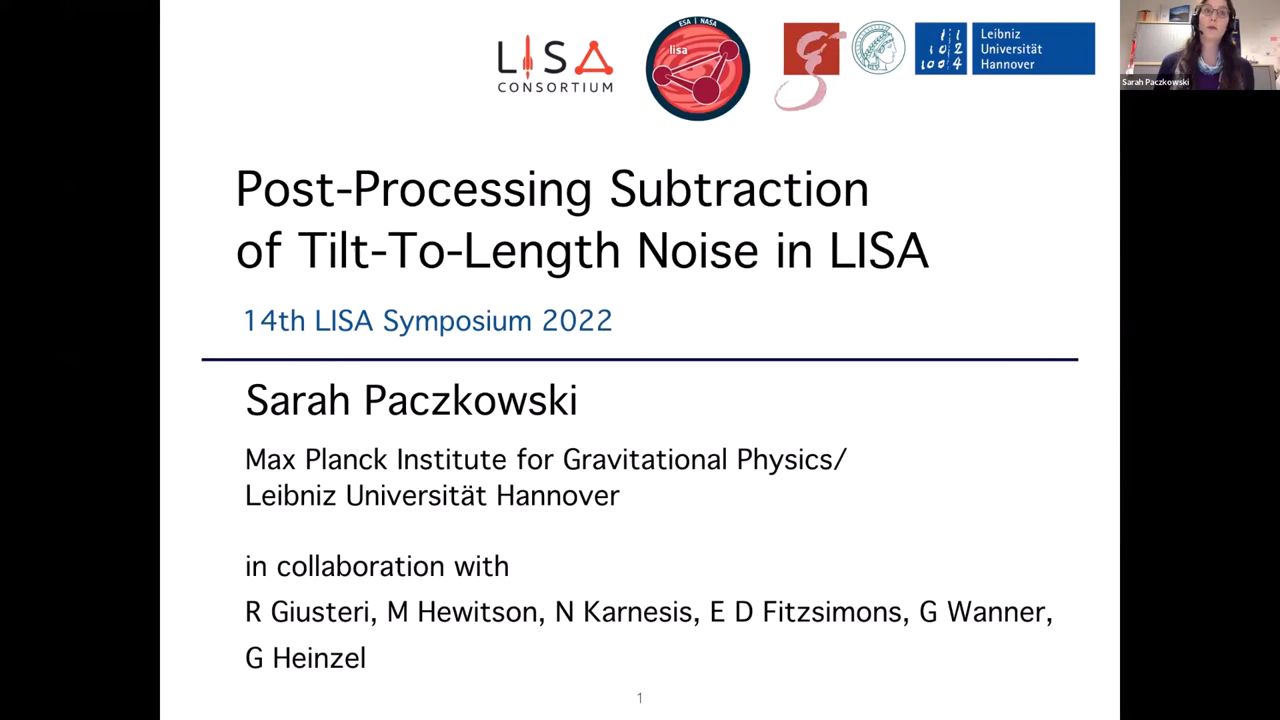 LISA
CONSORTIUM
ESA | NASA
lisa
Leibniz
Universität
Hannover
Sarah Paczkowski
Post-Processing Subtraction
of Tilt-To-Length Noise in LISA
14th LISA Symposium 2022
Sarah Paczkowski
Max Planck Institute for Gravitational Physics/
Leibniz Universität Hannover
in collaboration with
R Giusteri, M Hewitson, N Karnesis, E D Fitzsimons, G Wanner,
G Heinzel
1